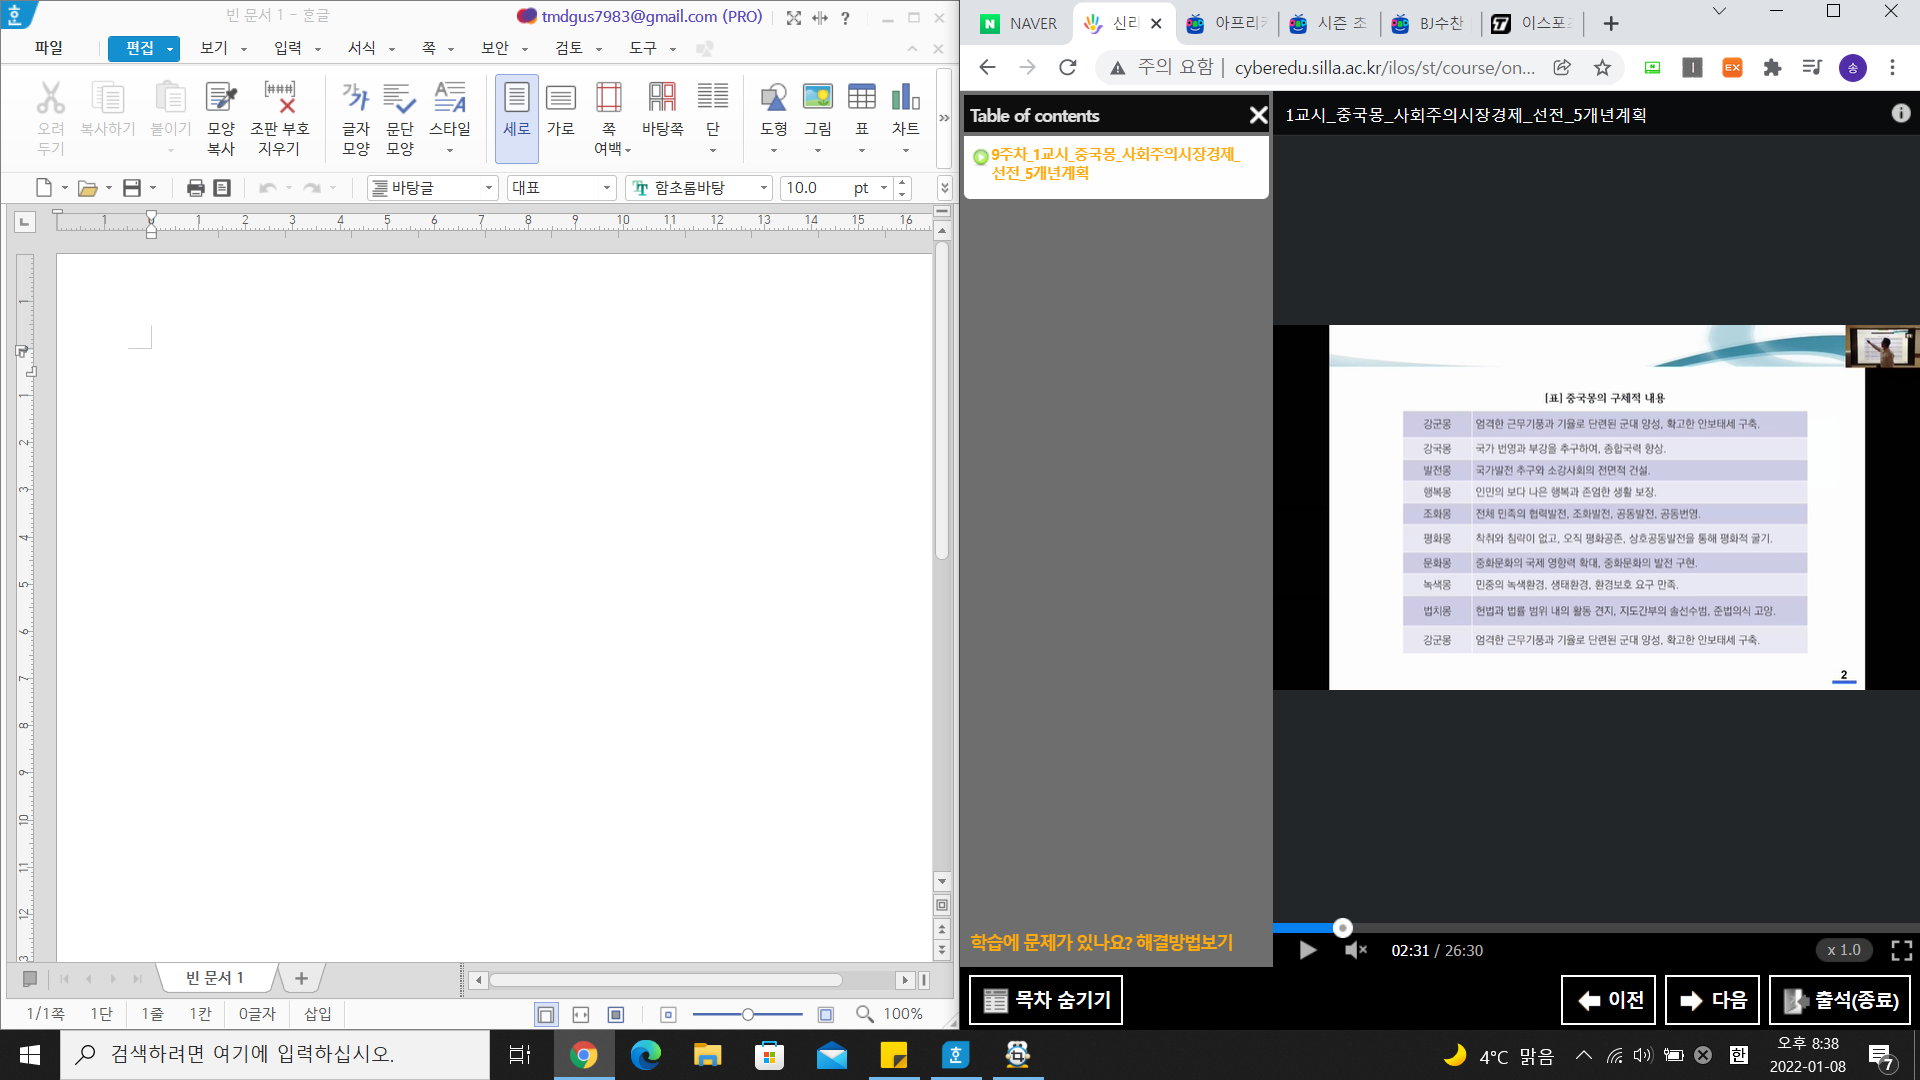 빈 문서 1 - 흔글
tmdgus7983@gmail.com (PRO)
파일 편집 보기 입력 서식 쪽 보안 검토 도구
오려 두기
복사하기
붙이기
모양 복사
조판 부호 지우기
글자 모양
문단 모양
스타일
세로
가로
쪽 여백
바탕쪽
단
도형
그림
표
차트
바탕글 대표 함초롬바탕 10.0 pt
1 1 2 3 4 5 6 7 8 9 10 11 12 13 14 15 16
빈 문서 1
1/1쪽 1단 1줄 1칸 0글자 삽입 100%
NAVER 신라 시즌 초 BJ수찬
주의 요함 cyberedu.silla.ac.kr/ilos/st/course/on...
송
Table of contents
9주차_1교시_중국몽_사회주의시장경제_
선전_5개년계획
학습에 문제가 있나요? 해결방법보기
목차 숨기기
1교시_중국몽_사회주의시장경제_선전_5개년계획
[표] 중국몽의 구체적 내용
강군몽 엄격한 근무기풍과 기율로 단련된 군대 양성, 확고한 안보태세 구축.
강국몽 국가 번영과 부강을 추구하여, 종합국력 향상.
발전몽 국가발전 추구와 소강사회의 전면적 건설.
행복몽 인민의 보다 나은 행복과 존엄한 생활 보장.
조화몽 전체 민족의 협력발전, 조화발전, 공동발전, 공동번영.
평화몽 착취와 침략이 없고, 오직 평화공존, 상호공동발전을 통해 평화적 굴기.
문화몽 중화문화의 국제 영향력 확대, 중화문화의 발전 구현.
녹색몽 민중의 녹색환경, 생태환경, 환경보호 요구 만족.
법치몽 헌법과 법률 범위 내의 활동 견지, 지도간부의 솔선수범, 준법의식 고양.
강군몽 엄격한 근무기풍과 기율로 단련된 군대 양성, 확고한 안보태세 구축.
2
02:31 / 26:30
x 1.0
이전 다음 출석(종료)
검색하려면 여기에 입력하십시오.
4°C 맑음
한
오후 8:38
2022-01-08
7